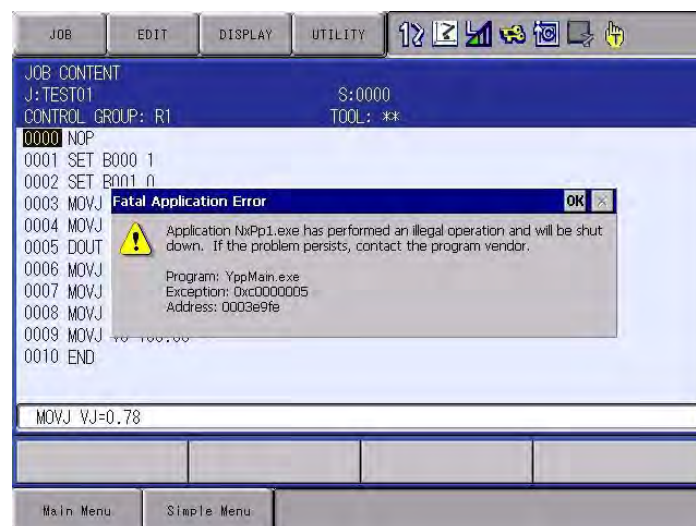 JOB
EDIT
DISPLAY
UTILITY
JOB CONTENT
J:TEST01 S:0000
CONTROL GROUP: R1 TOOL: **
0000 NOP
0001 SET B000 1
0002 SET B001 0
0003 MOVJ
0004 MOVJ
0005 DOUT
0006 MOVJ
0007 MOVJ
0008 MOVJ
0009 MOVJ
0010 END
Fatal Application Error OK
Application NxPp1.exe has performed an illegal operation and will be shut
down. If the problem persists, contact the program vendor.
Program: YppMain.exe
Exception: 0xc0000005
Address: 0003e9fe
MOVJ VJ=0.78
Main Menu
Simple Menu